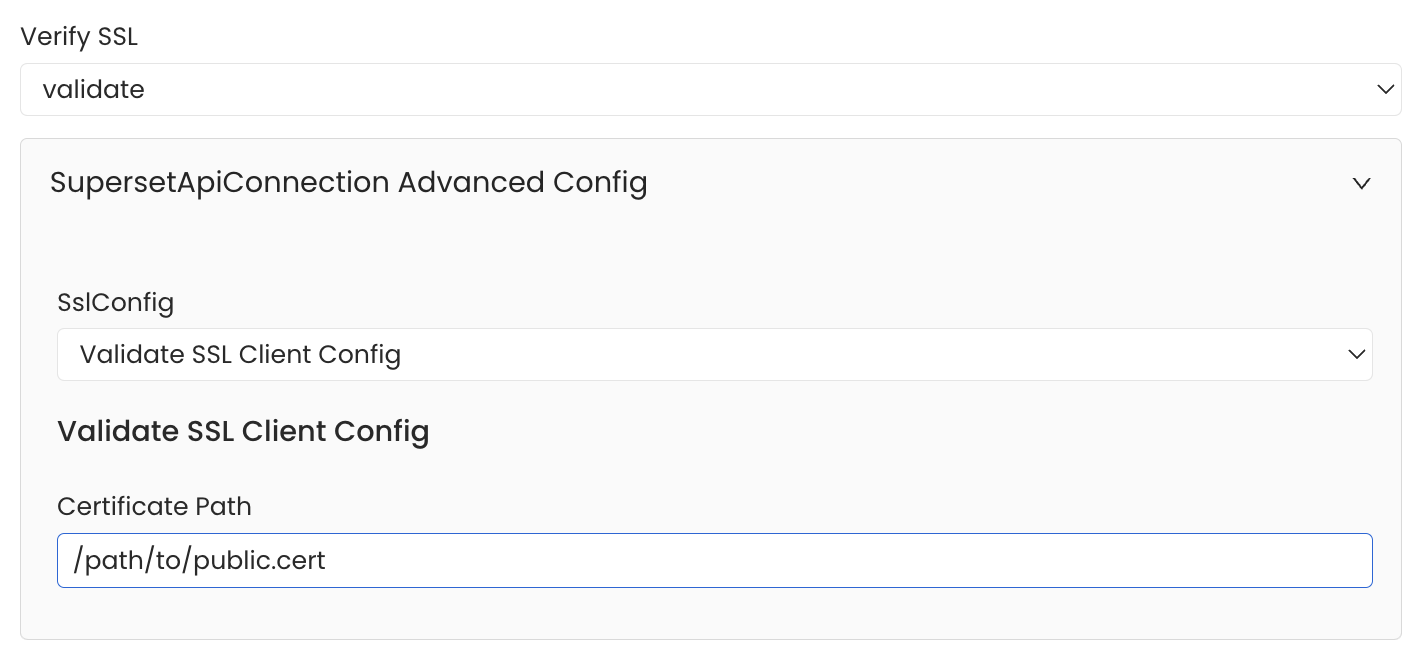 Verify SSL
validate
SupersetApiConnection Advanced Config
SslConfig
Validate SSL Client Config
Validate SSL Client Config
Certificate Path
/path/to/public.cert